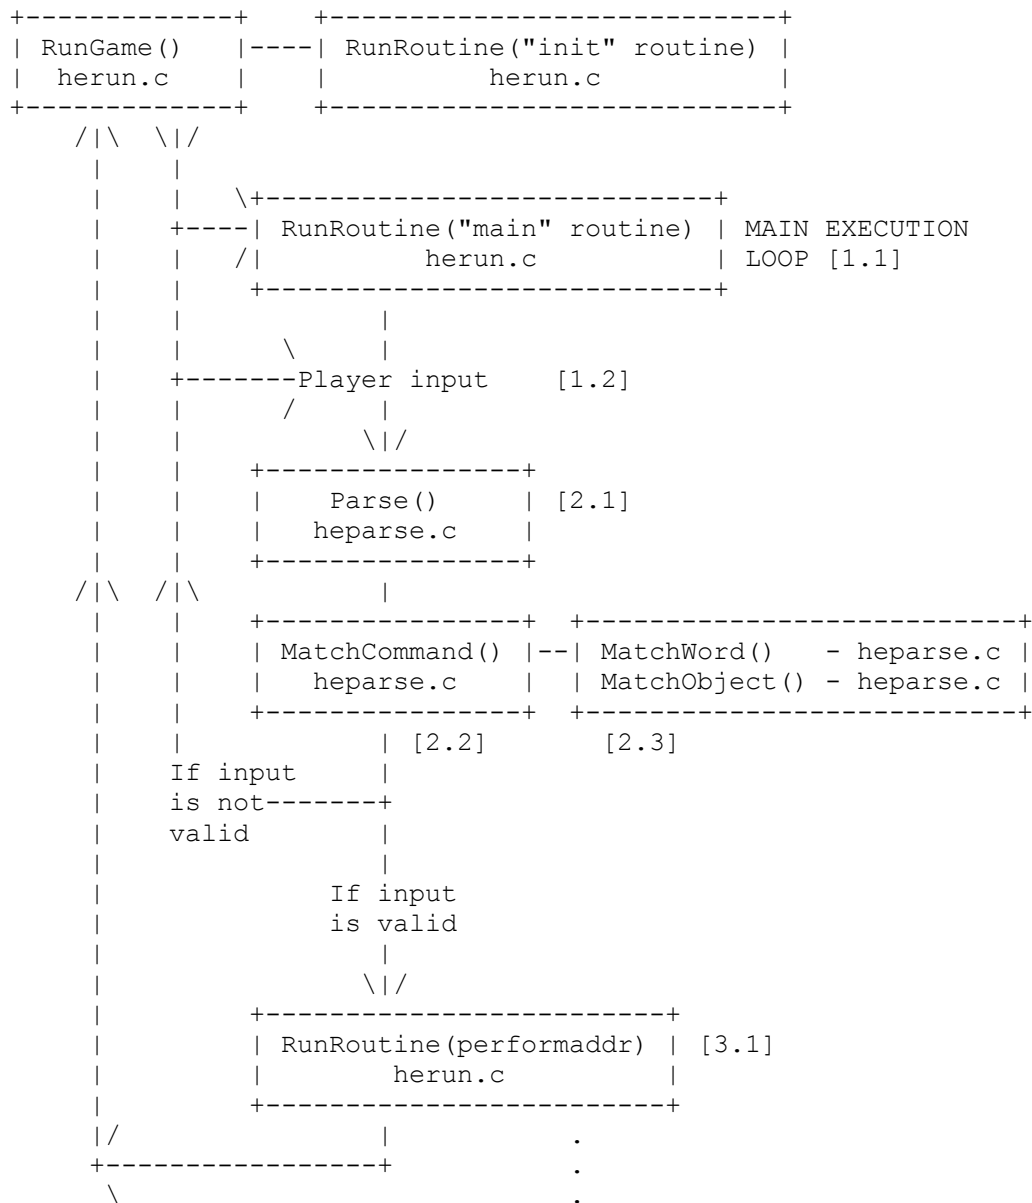 +-------------+    +-----------------------------+
| RunGame()   |----| RunRoutine("init" routine) |
|  herun.c    |    |          herun.c            |
+-------------+    +-----------------------------+
    /|\  \|/
     |    |
     |    |   \+----------------------------+
     |    +----| RunRoutine("main" routine) | MAIN EXECUTION
     |    |   /|          herun.c           | LOOP [1.1]
     |    |    +----------------------------+
     |    |            |
     |    |      \     |
     |    +-------Player input    [1.2]
     |    |      /     |
     |    |           \|/
     |    |    +----------------+
     |    |    |    Parse()     | [2.1]
     |    |    |   heparse.c    |
     |    |    +----------------+
    /|\  /|\           |
     |    |    +----------------+  +---------------------------+
     |    |    | MatchCommand() |--| MatchWord()   - heparse.c |
     |    |    |   heparse.c    |  | MatchObject() - heparse.c |
     |    |    +----------------+  +---------------------------+
     |    |            | [2.2]       [2.3]
     |    If input     |
     |    is not-------+
     |    valid        |
     |                 |
     |              If input
     |              is valid
     |                 |
     |                \|/
     |         +-------------------------+
     |         | RunRoutine(performaddr) | [3.1]
     |         |        herun.c          |
     |         +-------------------------+
     |/                |           .
     +-----------------+           .
      \                            .